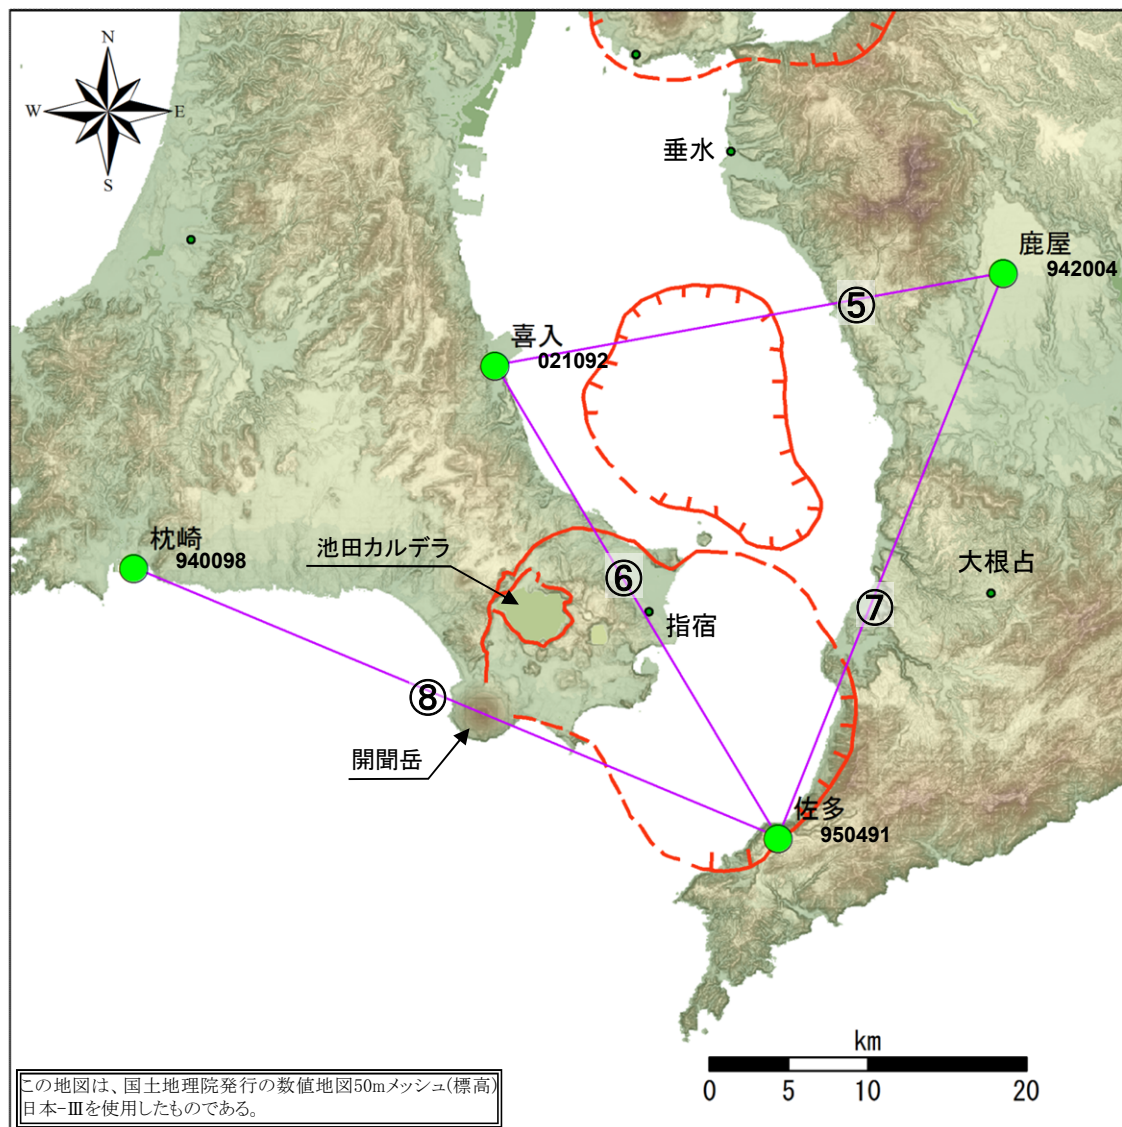 N
W
E
S
垂水
鹿屋
942004
⑤
喜入
021092
枕崎
940098
池田カルデラ
⑥
大根占
⑦
指宿
⑧
開聞岳
佐多
950491
km
0 5 10 20
この地図は、国土地理院発行の数値地図50mメッシュ(標高)
日本-Ⅲを使用したものである。